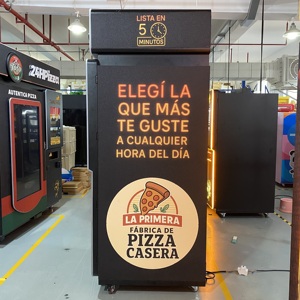 LISTA EN
5
MINUTOS
ELEGÍ LA
QUE MÁS
TE GUSTE
A CUALQUIER
HORA DEL DÍA
LA PRIMERA
FÁBRICA DE
PIZZA
CASERA
AUTENTICA PIZZA